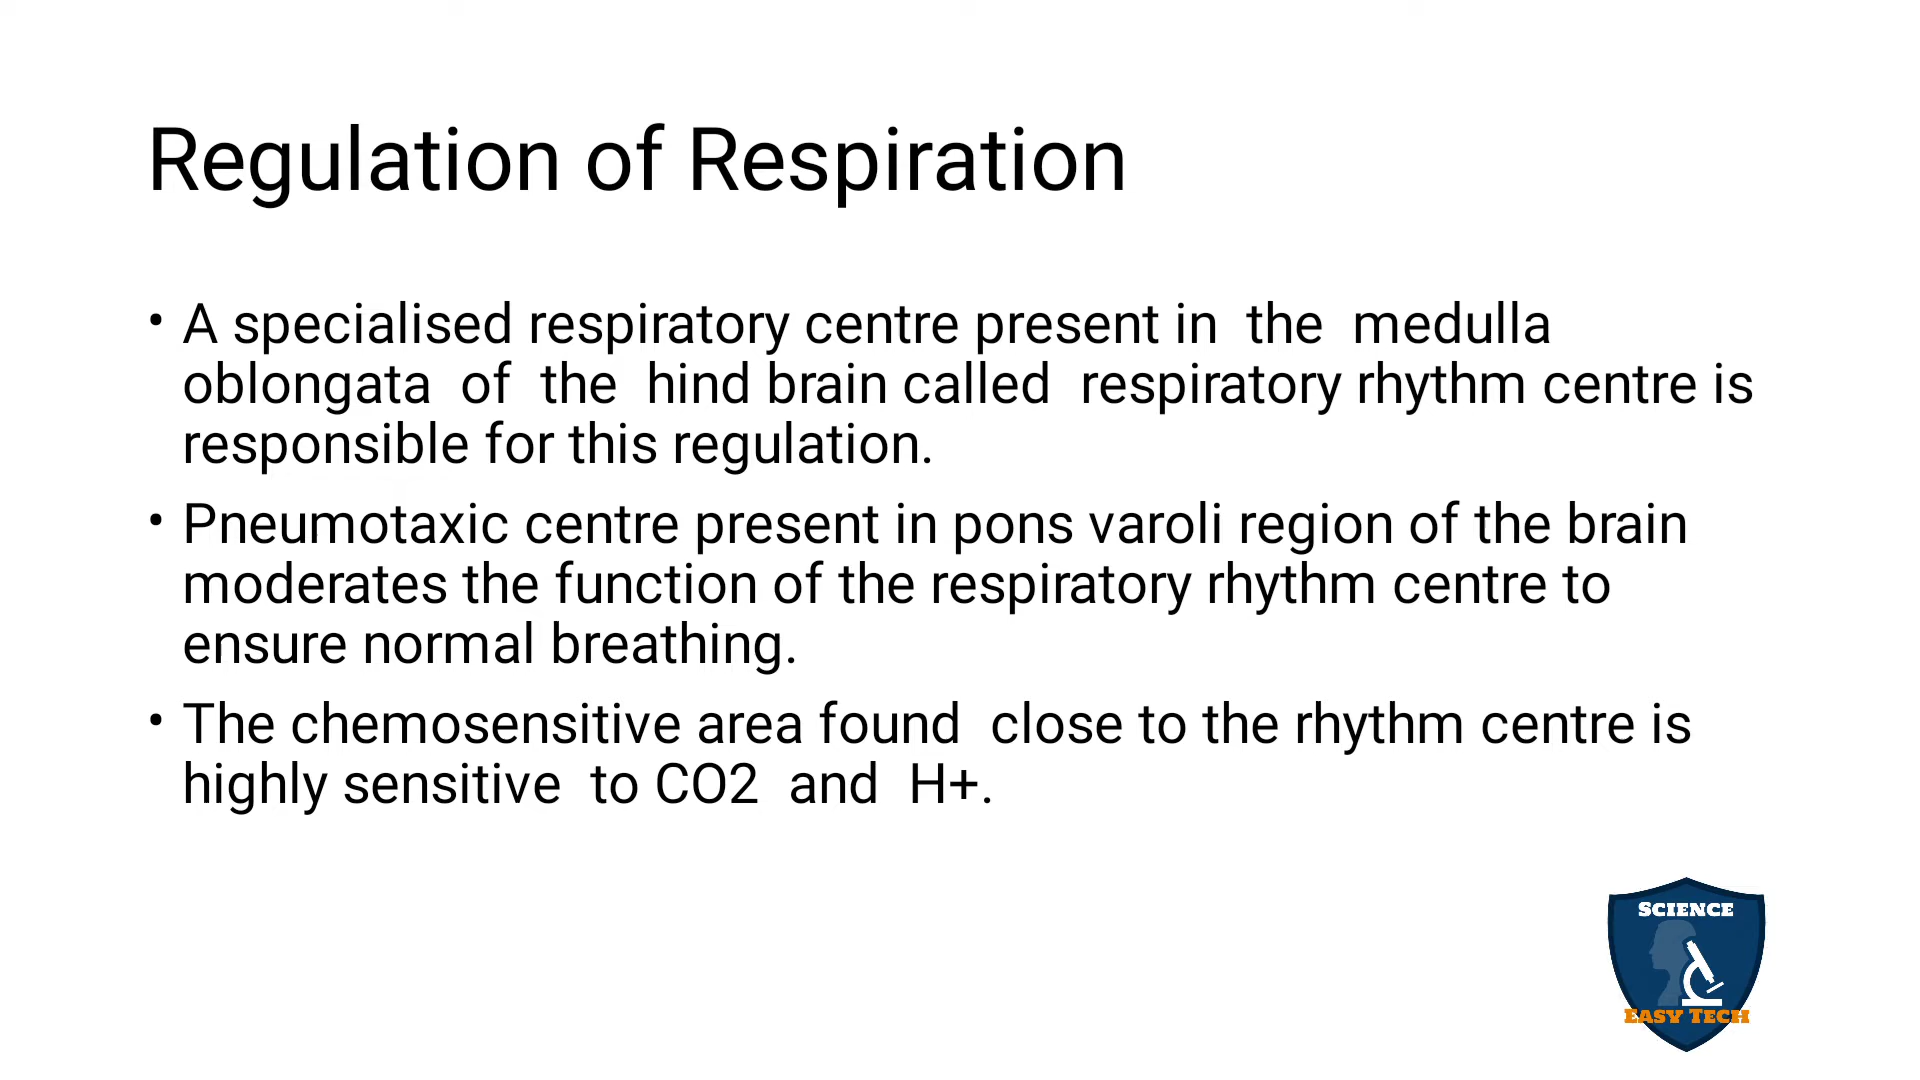 Regulation of Respiration
• A specialised respiratory centre present in  the  medulla
oblongata  of  the  hind brain called  respiratory rhythm centre is
responsible for this regulation.
• Pneumotaxic centre present in pons varoli region of the brain
moderates the function of the respiratory rhythm centre to
ensure normal breathing.
• The chemosensitive area found  close to the rhythm centre is
highly sensitive  to CO2  and  H+.
SCIENCE
EASY TECH